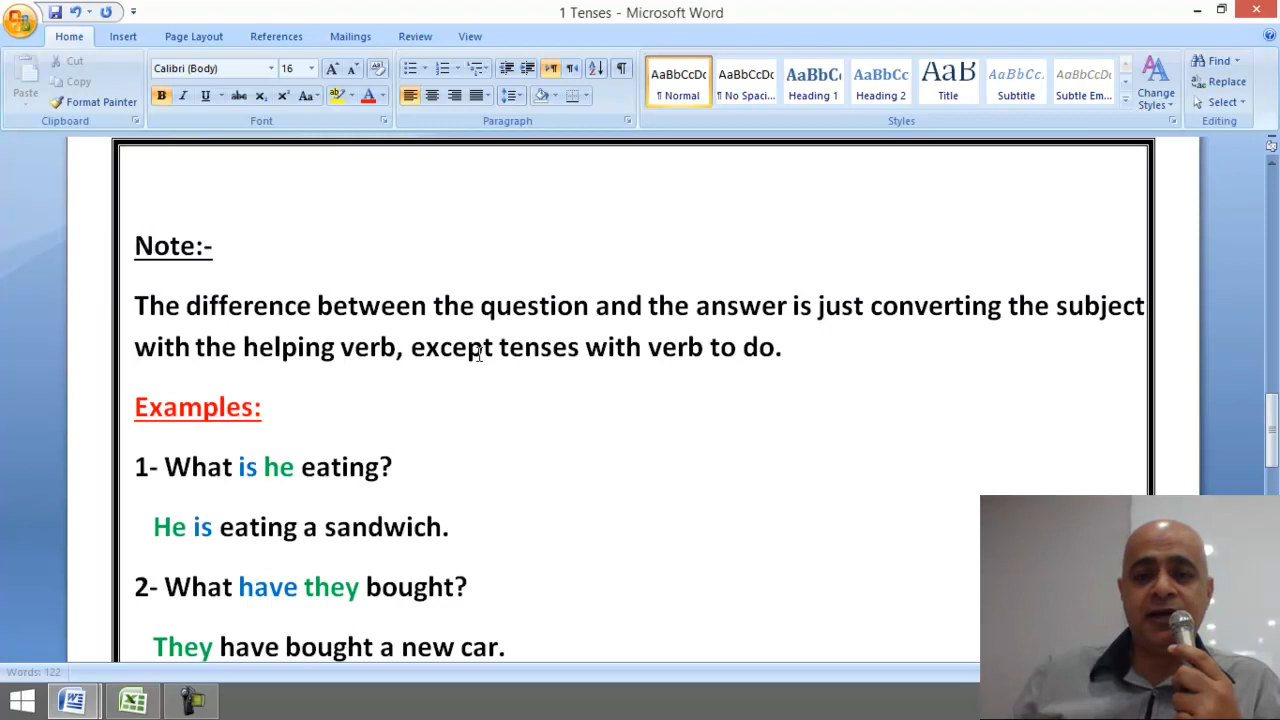 1 Tenses - Microsoft Word
Home Insert Page Layout References Mailings Review View
Paste
Cut
Copy
Format Painter
Clipboard
Calibri (Body) 16
Font
Paragraph
AaBbCcDc AaBbCcDc AaBbC AaBbC AaB AaBbCc. AaBbCcDc
¶ Normal ¶ No Spaci... Heading 1 Heading 2 Title Subtitle Subtle Em...
Change Styles
Styles
Find
Replace
Select
Editing
Note:-
The difference between the question and the answer is just converting the subject
with the helping verb, except tenses with verb to do.
Examples:
1- What is he eating?
He is eating a sandwich.
2- What have they bought?
They have bought a new car.
Words: 122